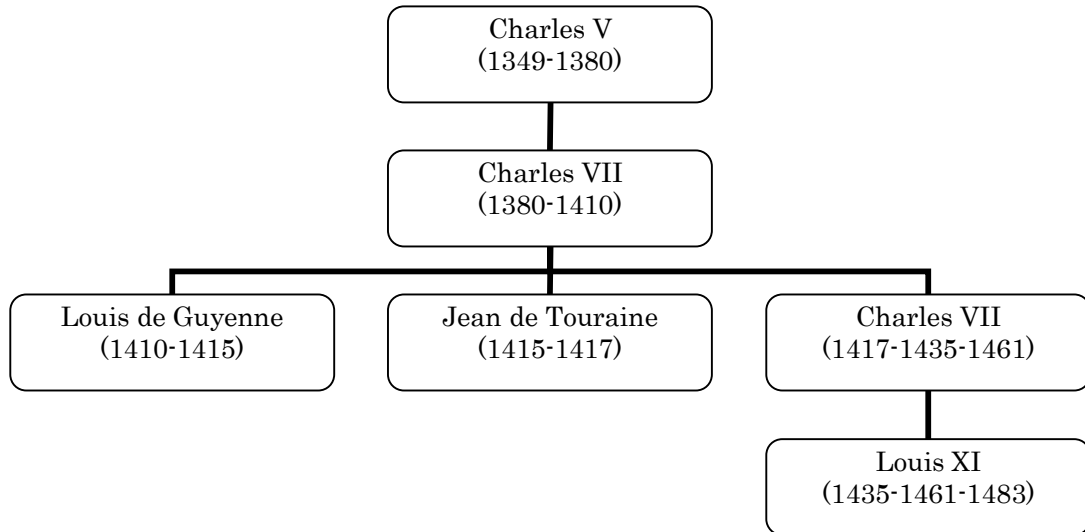 Charles V
(1349-1380)
Charles VII
(1380-1410)
Louis de Guyenne
(1410-1415)
Jean de Touraine
(1415-1417)
Charles VII
(1417-1435-1461)
Louis XI
(1435-1461-1483)